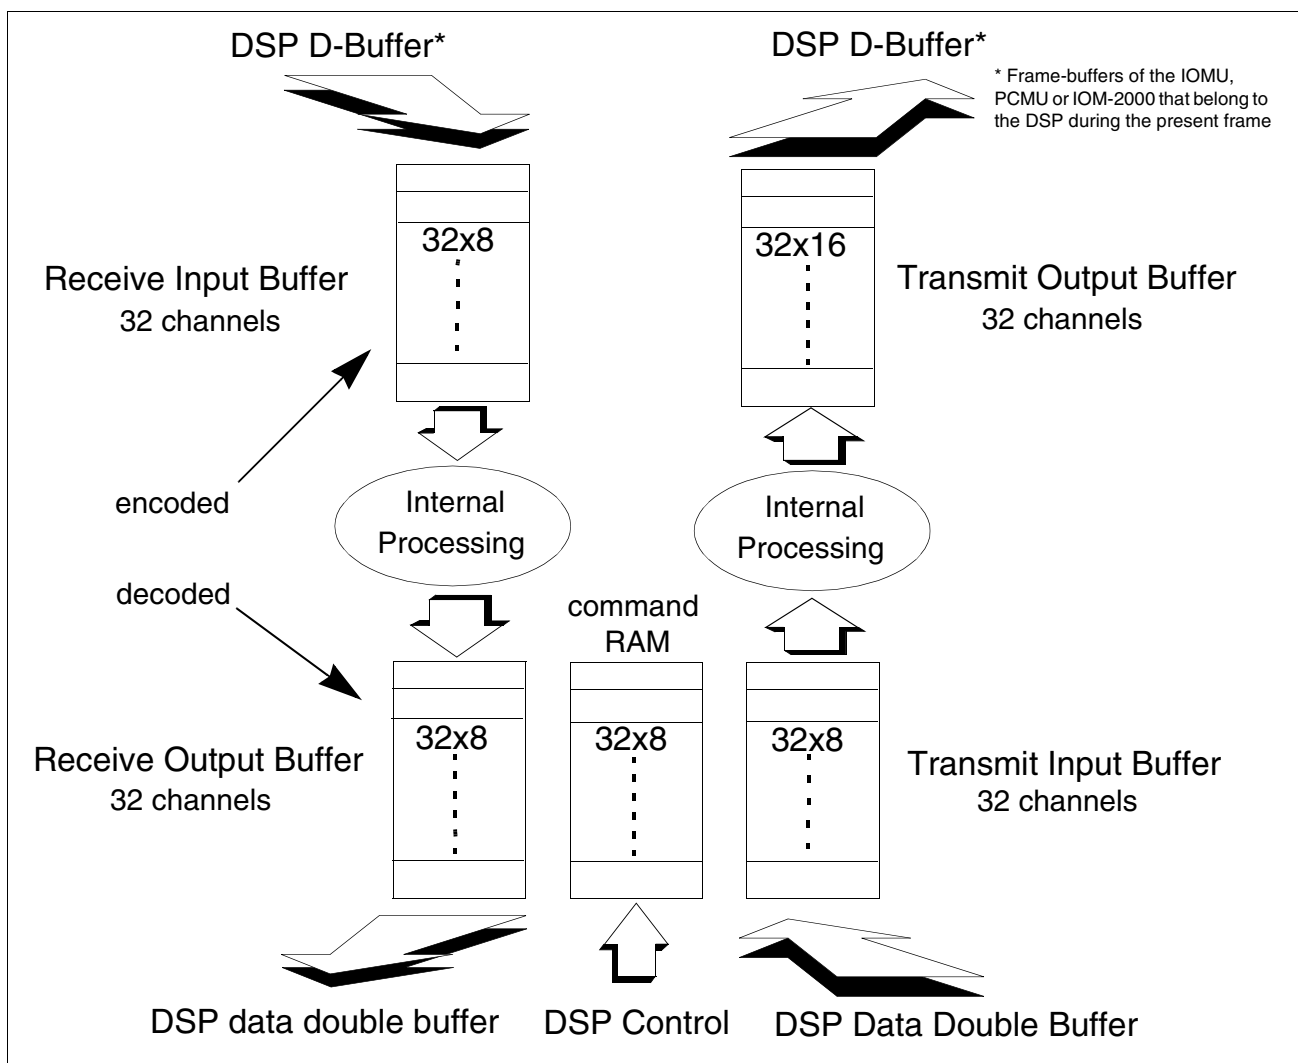 DSP D-Buffer*
DSP D-Buffer*
* Frame-buffers of the IOMU,
PCMU or IOM-2000 that belong to
the DSP during the present frame
32x8
32x16
Receive Input Buffer
32 channels
Transmit Output Buffer
32 channels
encoded
Internal
Processing
Internal
Processing
decoded
command
RAM
32x8
32x8
32x8
Receive Output Buffer
32 channels
Transmit Input Buffer
32 channels
DSP data double buffer
DSP Control
DSP Data Double Buffer